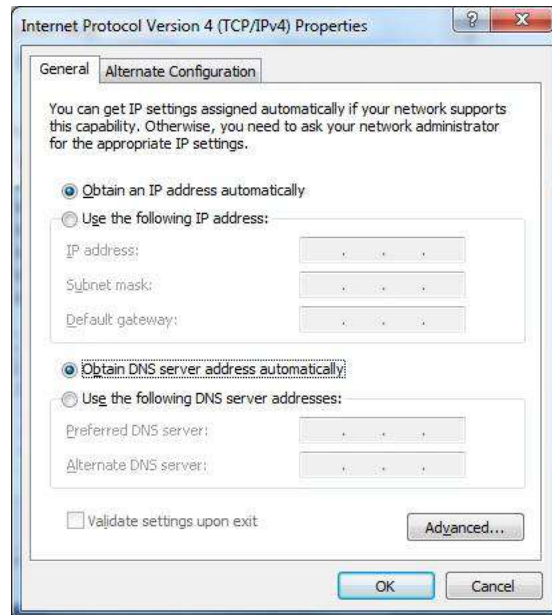 Internet Protocol Version 4 (TCP/IPv4) Properties
General
Alternate Configuration
You can get IP settings assigned automatically if your network supports
this capability. Otherwise, you need to ask your network administrator
for the appropriate IP settings.
Obtain an IP address automatically
Use the following IP address:
IP address:
Subnet mask:
Default gateway:
Obtain DNS server address automatically
Use the following DNS server addresses:
Preferred DNS server:
Alternate DNS server:
Validate settings upon exit
Advanced...
OK
Cancel